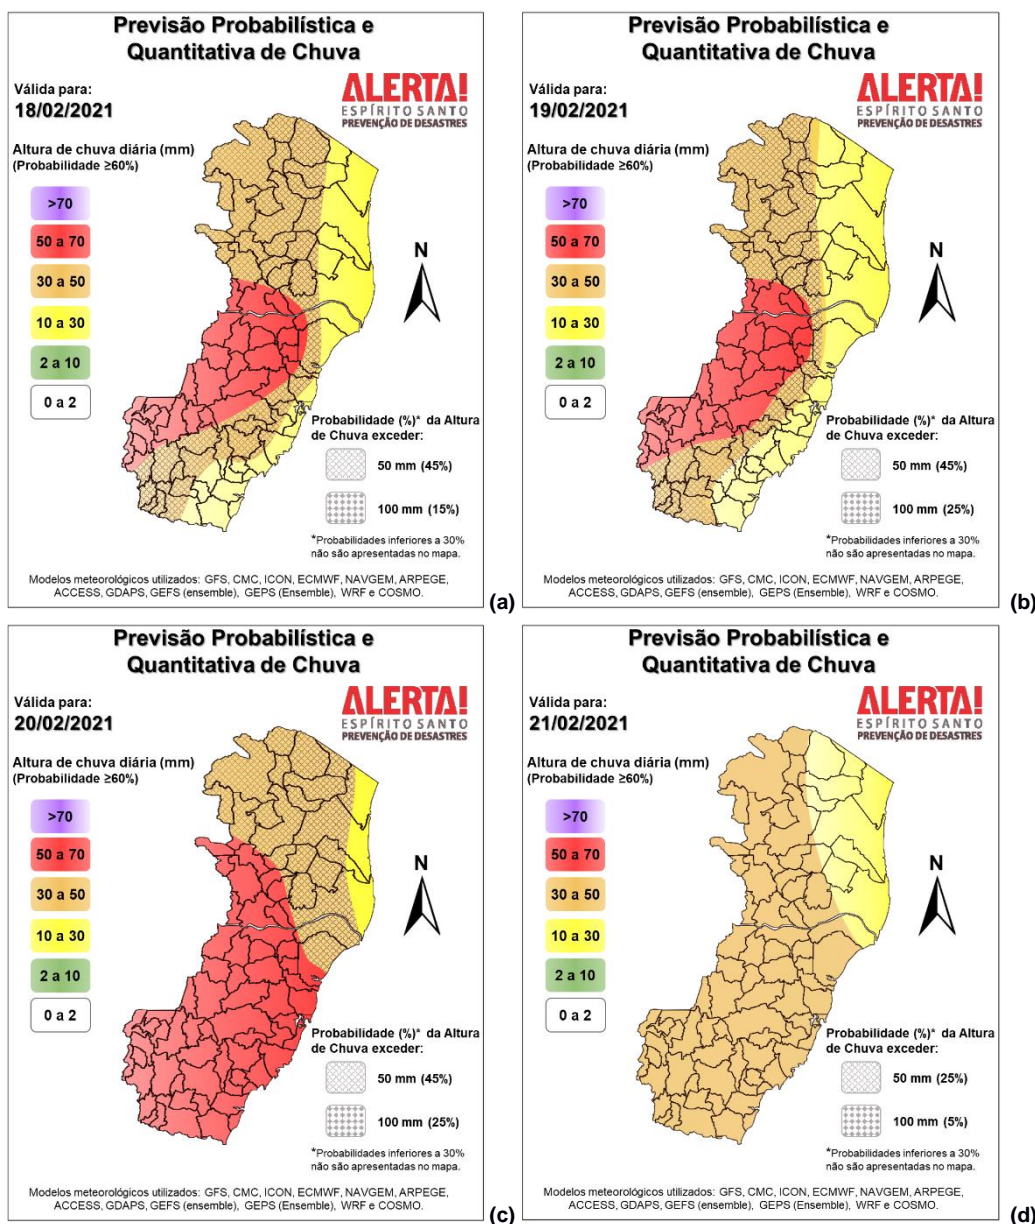 Previsão Probabilística e
Quantitativa de Chuva
Válida para:
18/02/2021
ALERTA!
ESPÍRITO SANTO
PREVENÇÃO DE DESASTRES
Altura de chuva diária (mm)
(Probabilidade ≥60%)
>70
50 a 70
30 a 50
10 a 30
2 a 10
0 a 2
N
Probabilidade (%)* da Altura
de Chuva exceder:
50 mm (45%)
100 mm (15%)
*Probabilidades inferiores a 30%
não são apresentadas no mapa.
Modelos meteorológicos utilizados: GFS, CMC, ICON, ECMWF, NAVGEM, ARPEGE,
ACCESS, GDAPS, GEFS (ensemble), GEPS (Ensemble), WRF e COSMO.
(a)
Previsão Probabilística e
Quantitativa de Chuva
Válida para:
19/02/2021
ALERTA!
ESPÍRITO SANTO
PREVENÇÃO DE DESASTRES
Altura de chuva diária (mm)
(Probabilidade ≥60%)
>70
50 a 70
30 a 50
10 a 30
2 a 10
0 a 2
N
Probabilidade (%)* da Altura
de Chuva exceder:
50 mm (45%)
100 mm (25%)
*Probabilidades inferiores a 30%
não são apresentadas no mapa.
Modelos meteorológicos utilizados: GFS, CMC, ICON, ECMWF, NAVGEM, ARPEGE,
ACCESS, GDAPS, GEFS (ensemble), GEPS (Ensemble), WRF e COSMO.
(b)
Previsão Probabilística e
Quantitativa de Chuva
Válida para:
20/02/2021
ALERTA!
ESPÍRITO SANTO
PREVENÇÃO DE DESASTRES
Altura de chuva diária (mm)
(Probabilidade ≥60%)
>70
50 a 70
30 a 50
10 a 30
2 a 10
0 a 2
N
Probabilidade (%)* da Altura
de Chuva exceder:
50 mm (45%)
100 mm (25%)
*Probabilidades inferiores a 30%
não são apresentadas no mapa.
Modelos meteorológicos utilizados: GFS, CMC, ICON, ECMWF, NAVGEM, ARPEGE,
ACCESS, GDAPS, GEFS (ensemble), GEPS (Ensemble), WRF e COSMO.
(c)
Previsão Probabilística e
Quantitativa de Chuva
Válida para:
21/02/2021
ALERTA!
ESPÍRITO SANTO
PREVENÇÃO DE DESASTRES
Altura de chuva diária (mm)
(Probabilidade ≥60%)
>70
50 a 70
30 a 50
10 a 30
2 a 10
0 a 2
N
Probabilidade (%)* da Altura
de Chuva exceder:
50 mm (25%)
100 mm (5%)
*Probabilidades inferiores a 30%
não são apresentadas no mapa.
Modelos meteorológicos utilizados: GFS, CMC, ICON, ECMWF, NAVGEM, ARPEGE,
ACCESS, GDAPS, GEFS (ensemble), GEPS (Ensemble), WRF e COSMO.
(d)